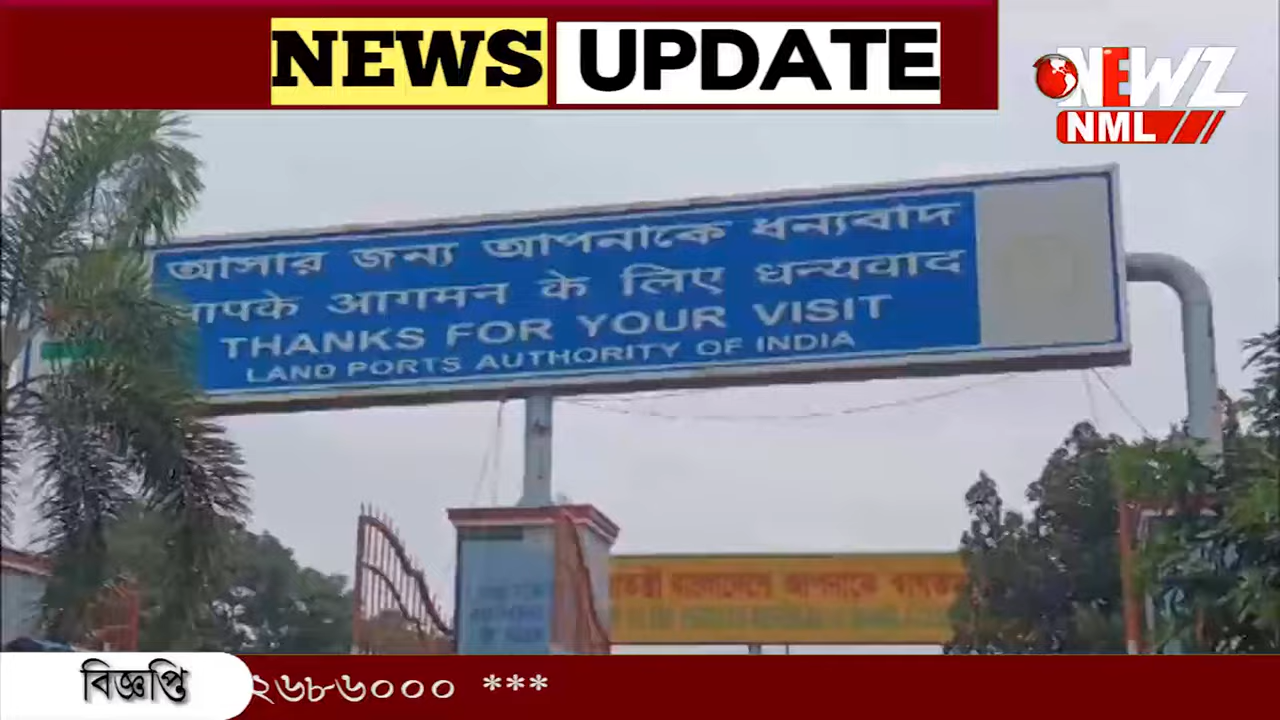 NEWS UPDATE
NEWZ
NML
আসার জন্য আপনাকে ধন্যবাদ
आपके आगमन के लिए धन्यवाद
THANKS FOR YOUR VISIT
LAND PORTS AUTHORITY OF INDIA
আপনাকে
বিজ্ঞপ্তি
২৬৮৬০০০ ***